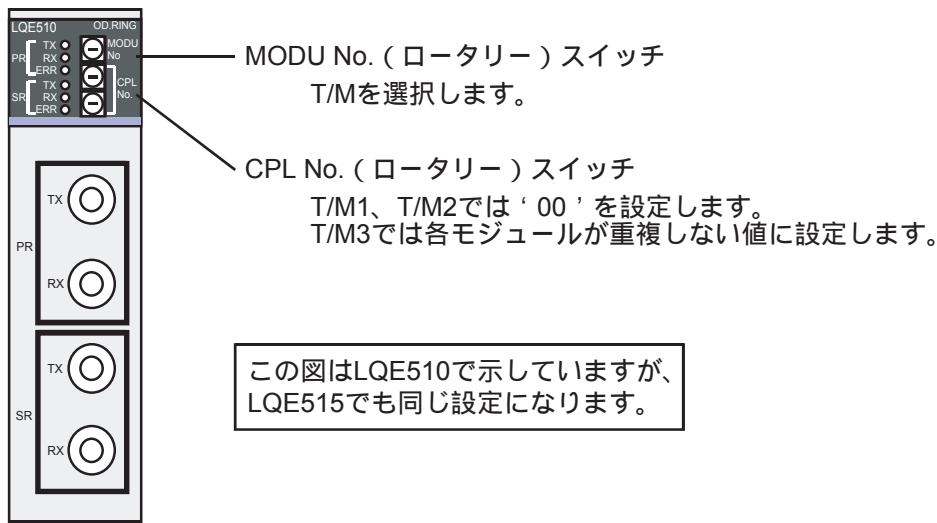 LQE510
OD.RING
TX
MODU
No
PR
RX
ERR
TX
CPL
No.
SR
RX
ERR
MODU No.(ロータリー)スイッチ
T/Mを選択します。
CPL No.(ロータリー)スイッチ
T/M1、T/M2では‘00’を設定します。
T/M3では各モジュールが重複しない値に設定します。
TX
PR
RX
TX
SR
RX
この図はLQE510で示していますが、
LQE515でも同じ設定になります。